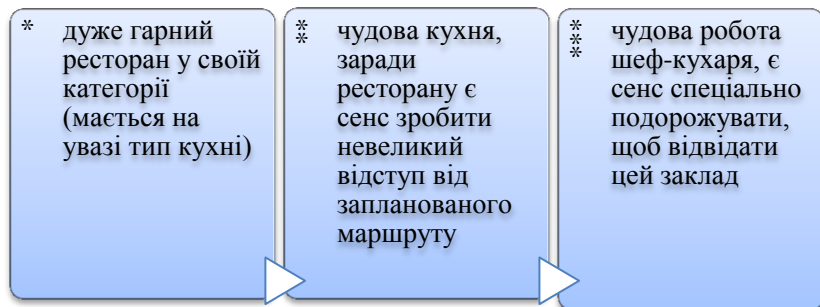 * дуже гарний
ресторан у своїй
категорії
(мається на
увазі тип кухні)
** чудова кухня,
заради
ресторану є
сенс зробити
невеликий
відступ від
запланованого
маршруту
*** чудова робота
шеф-кухаря, є
сенс спеціально
подорожувати,
щоб відвідати
цей заклад